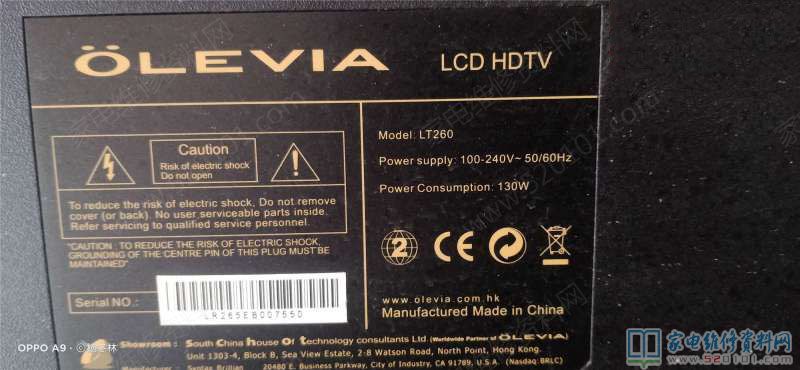 ÖLEVIA LCD HDTV
Caution
Risk of electric shock
Do not open
To reduce the risk of electric shock, Do not remove
cover (or back). No user serviceable parts inside.
Refer servicing to qualified service personnel.
"CAUTION : TO REDUCE THE RISK OF ELECTRIC SHOCK,
GROUNDING OF THE CENTRE PIN OF THIS PLUG MUST BE
MAINTAINED"
Serial NO.:
LR265EB007550
Model: LT260
Power supply: 100-240V~ 50/60Hz
Power Consumption: 130W
2 CE
www.olevia.com.hk
Manufactured Made in China
Showroom : South China house Of technology consultants Ltd (Worldwide Partner of ÖLEVIA)
Unit 1303-4, Block B, Sea View Estate, 2-8 Watson Road, North Point, Hong Kong.
Syntax Brillian 20480 E. Business Parkway, City of Industry, CA 91789, U.S.A. (Nasdaq:BRLC)
OPPO A9
家电维修资料网
www.520101.com